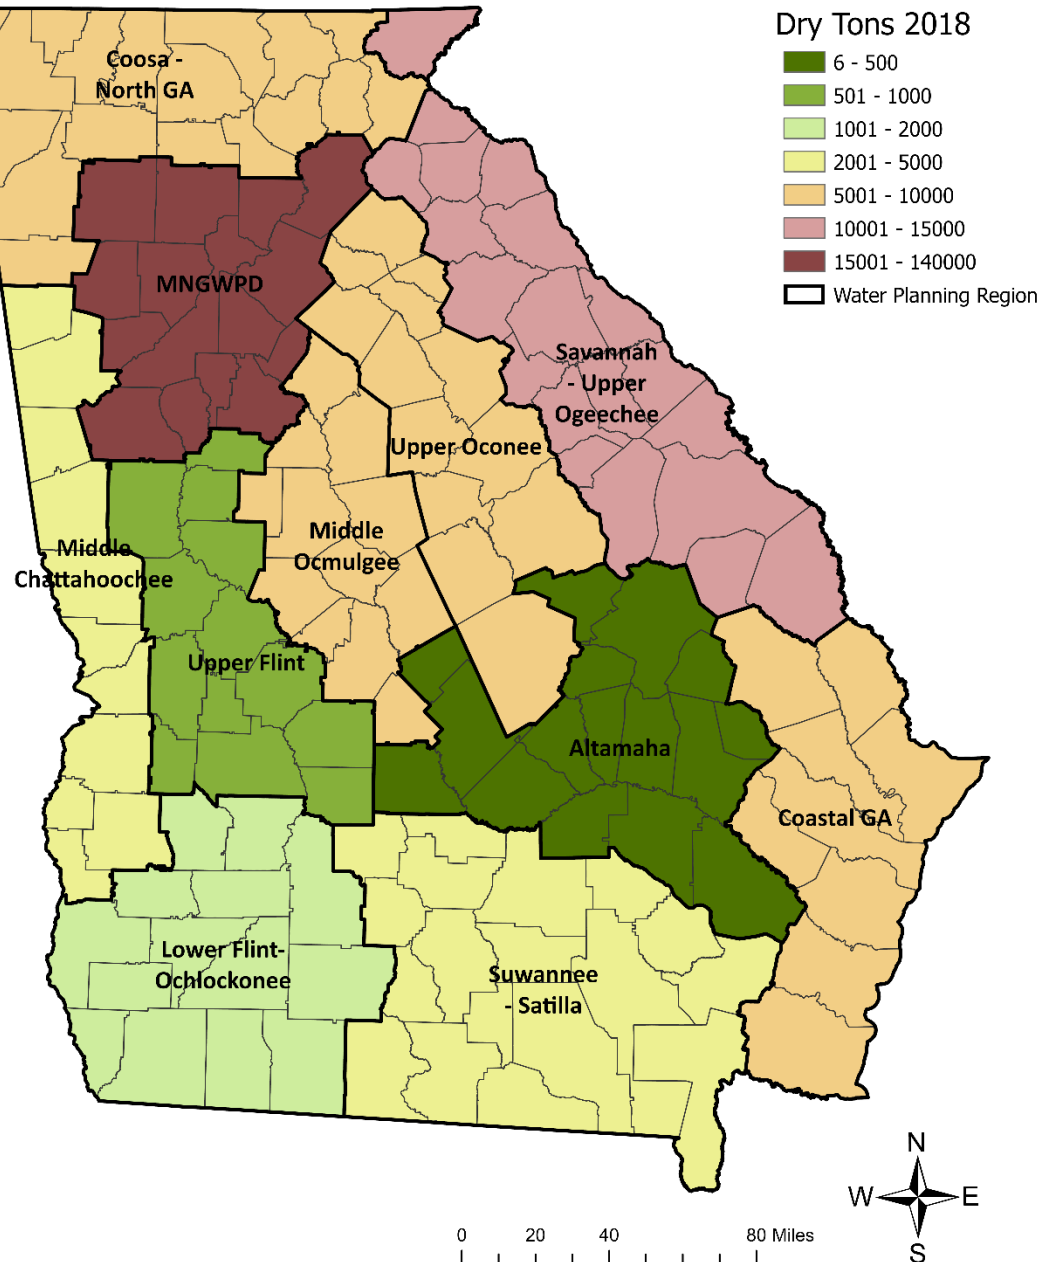 Dry Tons 2018
6 - 500
501 - 1000
1001 - 2000
2001 - 5000
5001 - 10000
10001 - 15000
15001 - 140000
Water Planning Region
Coosa -
North GA
MNGWPD
Savannah
- Upper
Ogeechee
Upper Oconee
Middle
Ocmulgee
Middle
Chattahoochee
Upper Flint
Altamaha
Coastal GA
Lower Flint-
Ochlockonee
Suwannee
- Satilla
N
W
E
S
0 20 40 80 Miles